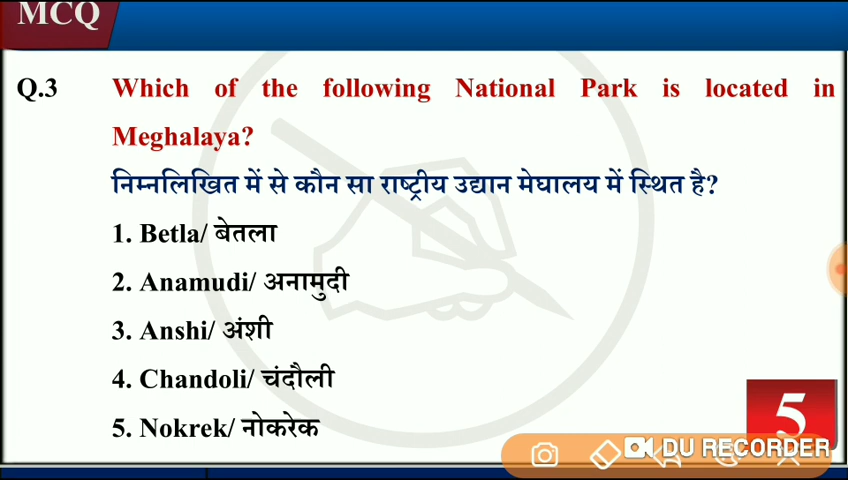 MCQ
Q.3 Which of the following National Park is located in
Meghalaya?
निम्नलिखित में से कौन सा राष्ट्रीय उद्यान मेघालय में स्थित है?
1. Betla/ बेतला
2. Anamudi/ अनामुदी
3. Anshi/ अंशी
4. Chandoli/ चंदौली
5. Nokrek/ नोकरेक
5
DU RECORDER